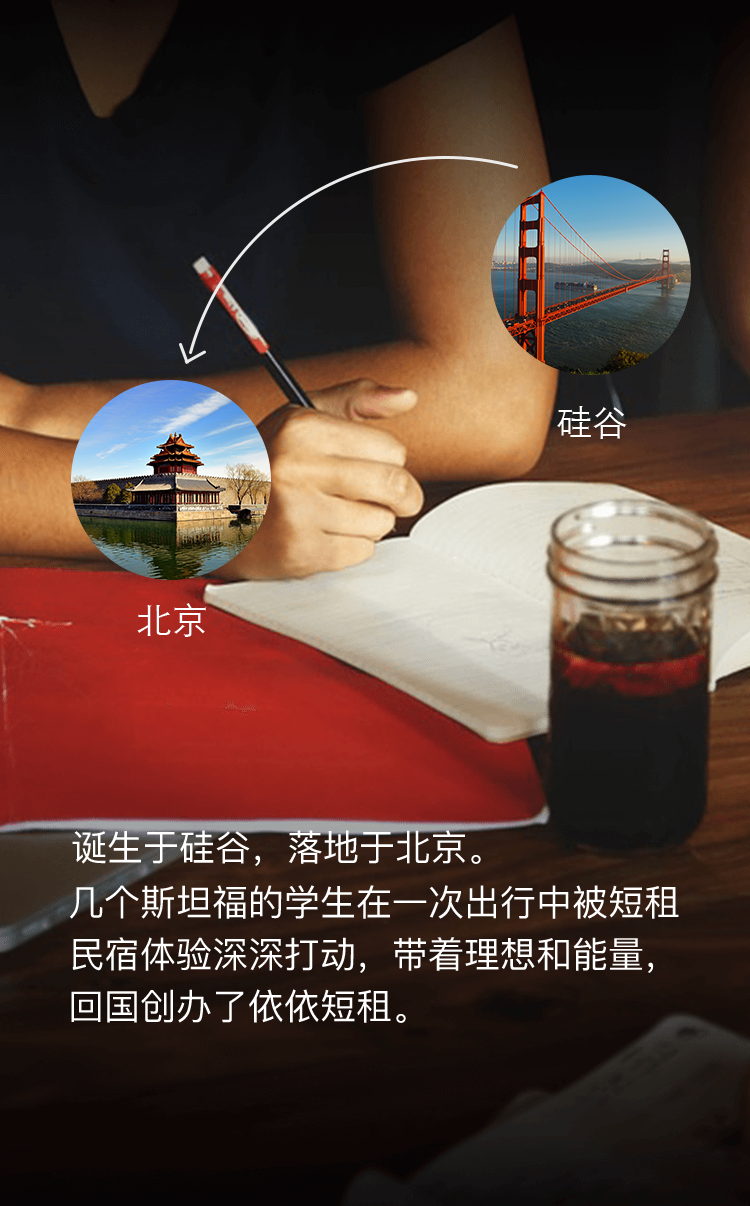 硅谷
北京
诞生于硅谷，落地于北京。
几个斯坦福的学生在一次出行中被短租
民宿体验深深打动，带着理想和能量，
回国创办了依依短租。